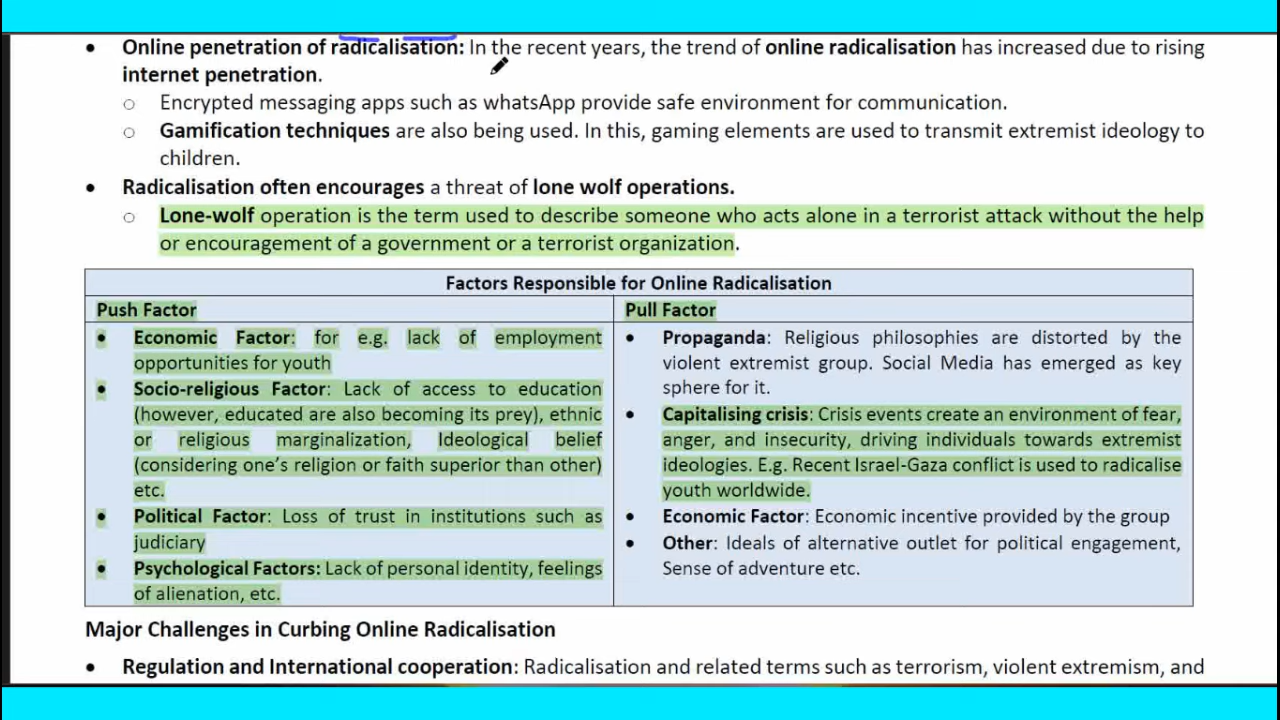 • Online penetration of radicalisation: In the recent years, the trend of online radicalisation has increased due to rising
internet penetration.
○ Encrypted messaging apps such as whatsApp provide safe environment for communication.
○ Gamification techniques are also being used. In this, gaming elements are used to transmit extremist ideology to
children.
• Radicalisation often encourages a threat of lone wolf operations.
○ Lone-wolf operation is the term used to describe someone who acts alone in a terrorist attack without the help
or encouragement of a government or a terrorist organization.
Factors Responsible for Online Radicalisation
Push Factor
• Economic Factor: for e.g. lack of employment
opportunities for youth
• Socio-religious Factor: Lack of access to education
(however, educated are also becoming its prey), ethnic
or religious marginalization, Ideological belief
(considering one's religion or faith superior than other)
etc.
• Political Factor: Loss of trust in institutions such as
judiciary
• Psychological Factors: Lack of personal identity, feelings
of alienation, etc.
Pull Factor
• Propaganda: Religious philosophies are distorted by the
violent extremist group. Social Media has emerged as key
sphere for it.
• Capitalising crisis: Crisis events create an environment of fear,
anger, and insecurity, driving individuals towards extremist
ideologies. E.g. Recent Israel-Gaza conflict is used to radicalise
youth worldwide.
• Economic Factor: Economic incentive provided by the group
• Other: Ideals of alternative outlet for political engagement,
Sense of adventure etc.
Major Challenges in Curbing Online Radicalisation
• Regulation and International cooperation: Radicalisation and related terms such as terrorism, violent extremism, and